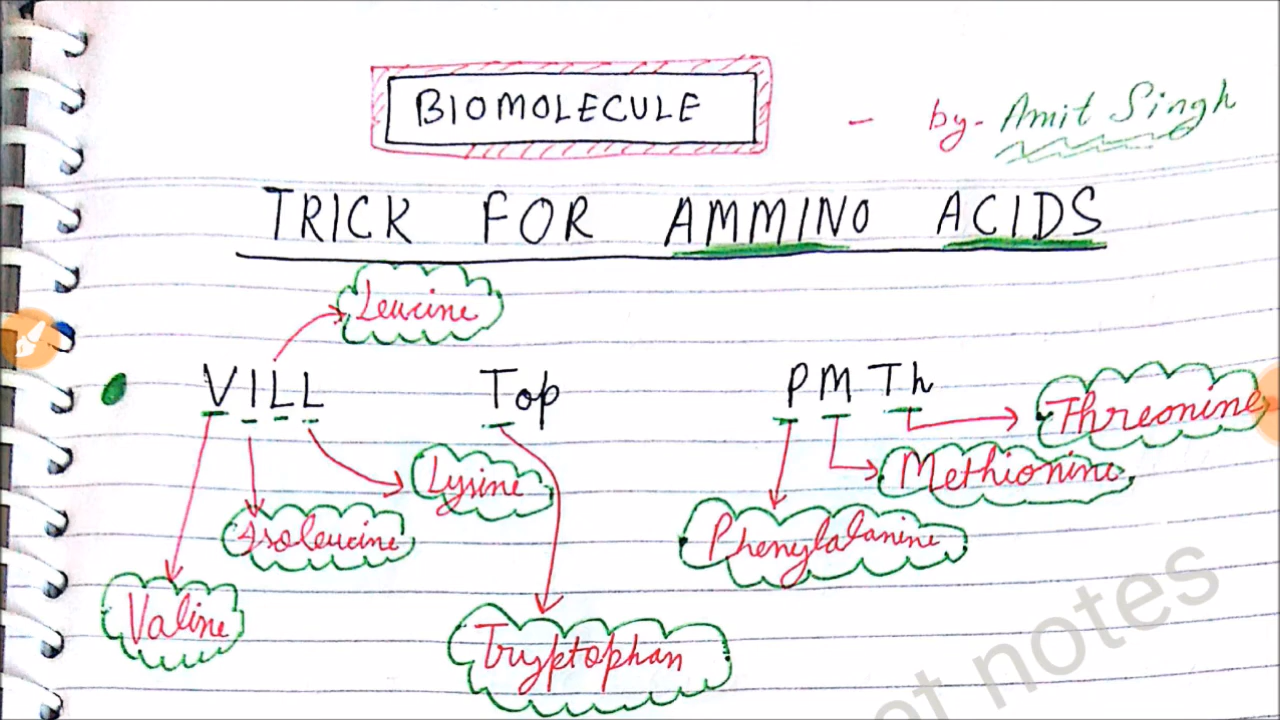 BIOMOLECULE - by- Amit Singh
TRICK FOR AMMINO ACIDS
Leucine
VILL Top PMTh
Threonine
Lysine Methionine
Isoleucine Phenylalanine
Valine
Tryptophan
notes